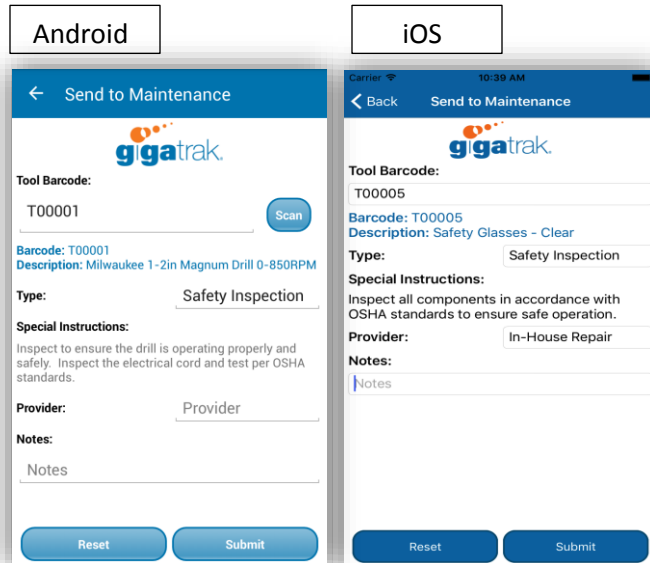 Android
iOS
← Send to Maintenance
gigatrak.
Tool Barcode:
T00001
Scan
Barcode: T00001
Description: Milwaukee 1-2in Magnum Drill 0-850RPM
Type: Safety Inspection
Special Instructions:
Inspect to ensure the drill is operating properly and
safely. Inspect the electrical cord and test per OSHA
standards.
Provider: Provider
Notes:
Notes
Reset Submit
Carrier 10:39 AM
Back Send to Maintenance
gigatrak.
Tool Barcode:
T00005
Barcode: T00005
Description: Safety Glasses - Clear
Type: Safety Inspection
Special Instructions:
Inspect all components in accordance with
OSHA standards to ensure safe operation.
Provider: In-House Repair
Notes:
Notes
Reset Submit